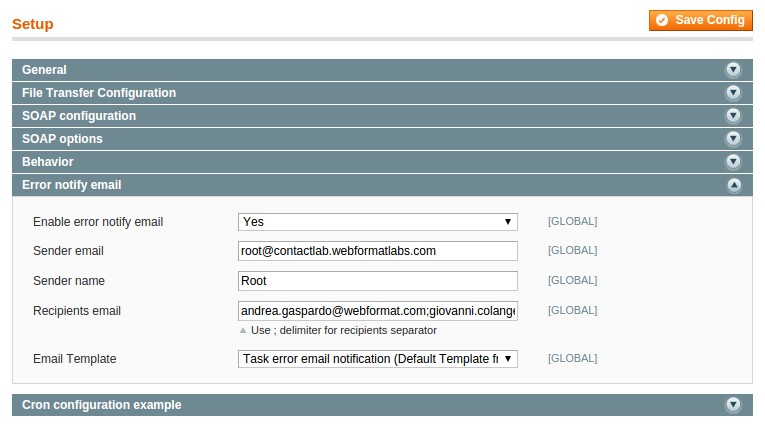 Setup
Save Config
General
File Transfer Configuration
SOAP configuration
SOAP options
Behavior
Error notify email
Enable error notify email Yes [GLOBAL]
Sender email root@contactlab.webformatlabs.com [GLOBAL]
Sender name Root [GLOBAL]
Recipients email andrea.gaspardo@webformat.com;giovanni.colange [GLOBAL]
Use ; delimiter for recipients separator
Email Template Task error email notification (Default Template fr [GLOBAL]
Cron configuration example